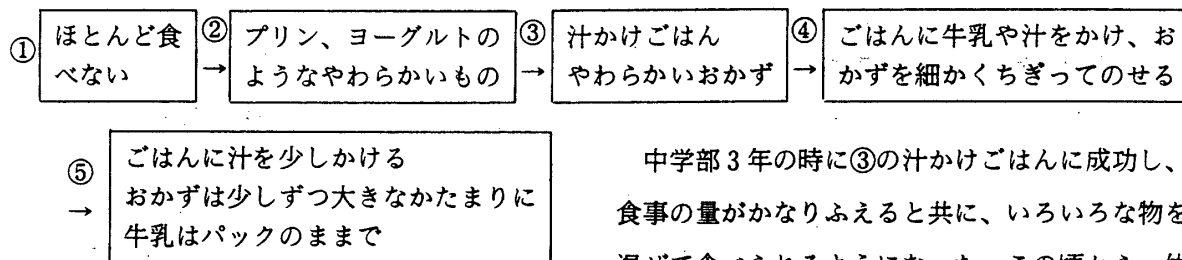 ① ほとんど食べない
② → プリン、ヨーグルトの
ようなやわらかいもの
③ → 汁かけごはん
やわらかいおかず
④ → ごはんに牛乳や汁をかけ、お
かずを細かくちぎってのせる
⑤ → ごはんに汁を少しかける
おかずは少しずつ大きなかたまりに
牛乳はパックのままで
中学部3年の時に③の汁かけごはんに成功し、
食事の量がかなりふえると共に、いろいろな物を